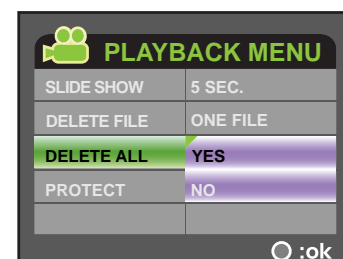 PLAYBACK MENU
SLIDE SHOW 5 SEC.
DELETE FILE ONE FILE
DELETE ALL YES
PROTECT NO
:ok